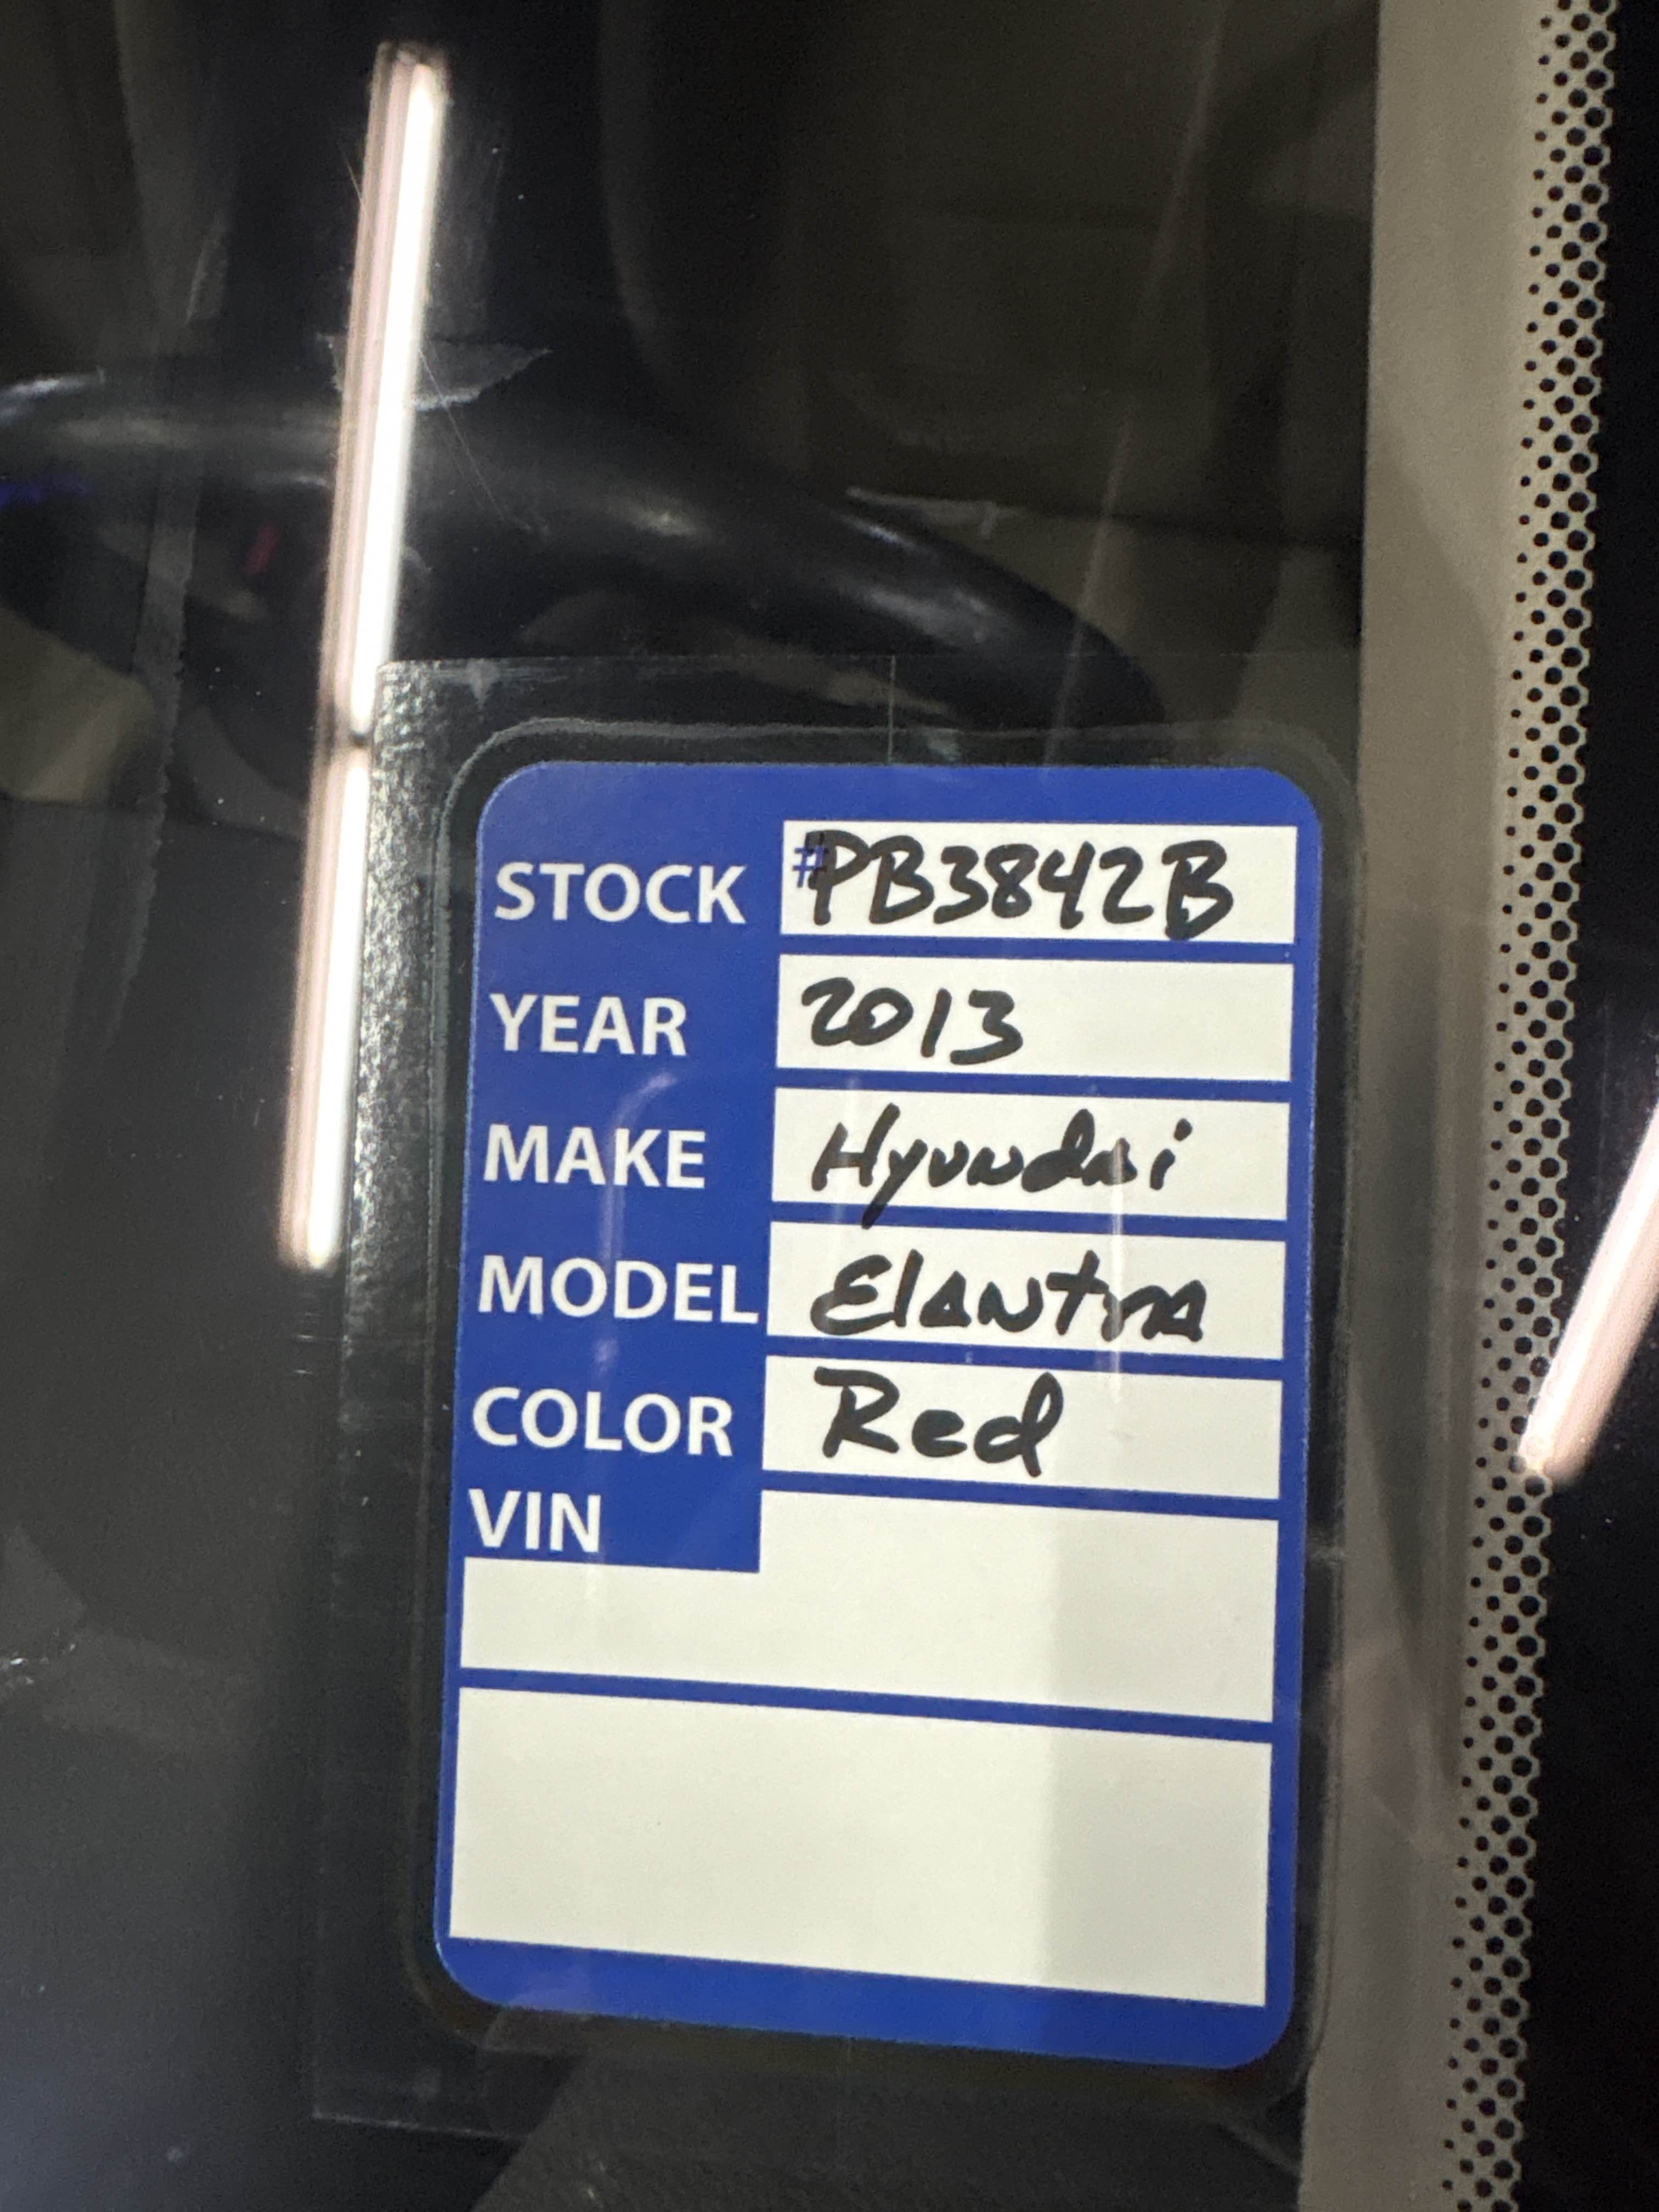 STOCK #PB3842B
YEAR 2013
MAKE Hyundai
MODEL Elantra
COLOR Red
VIN